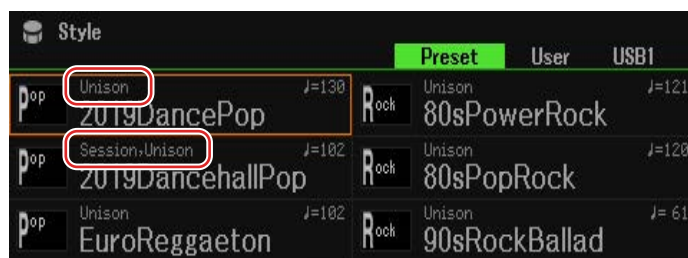 Style
Preset User USB1
Pop Unison ♩=130
2019DancePop
Rock Unison ♩=121
80sPowerRock
Pop Session,Unison ♩=102
2019DancehallPop
Rock Unison ♩=120
80sPopRock
Pop Unison ♩=102
EuroReggaeton
Rock Unison ♩= 61
90sRockBallad